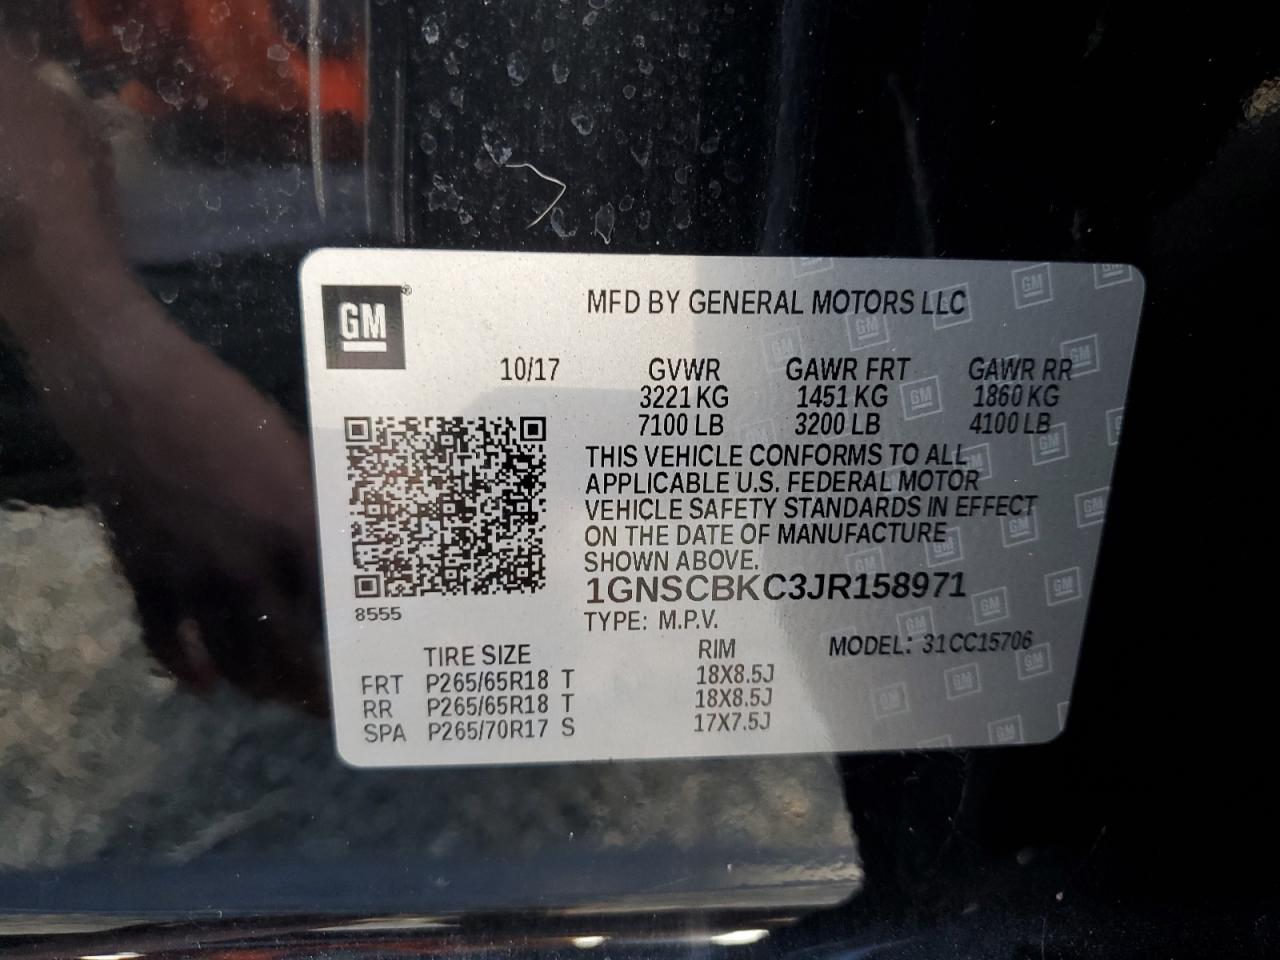 GM®
MFD BY GENERAL MOTORS LLC
10/17 GVWR GAWR FRT GAWR RR
3221 KG 1451 KG 1860 KG
7100 LB 3200 LB 4100 LB
THIS VEHICLE CONFORMS TO ALL
APPLICABLE U.S. FEDERAL MOTOR
VEHICLE SAFETY STANDARDS IN EFFECT
ON THE DATE OF MANUFACTURE
SHOWN ABOVE.
1GNSCBKC3JR158971
8555
TYPE: M.P.V. MODEL: 31CC15706
TIRE SIZE RIM
FRT P265/65R18 T 18X8.5J
RR P265/65R18 T 18X8.5J
SPA P265/70R17 S 17X7.5J